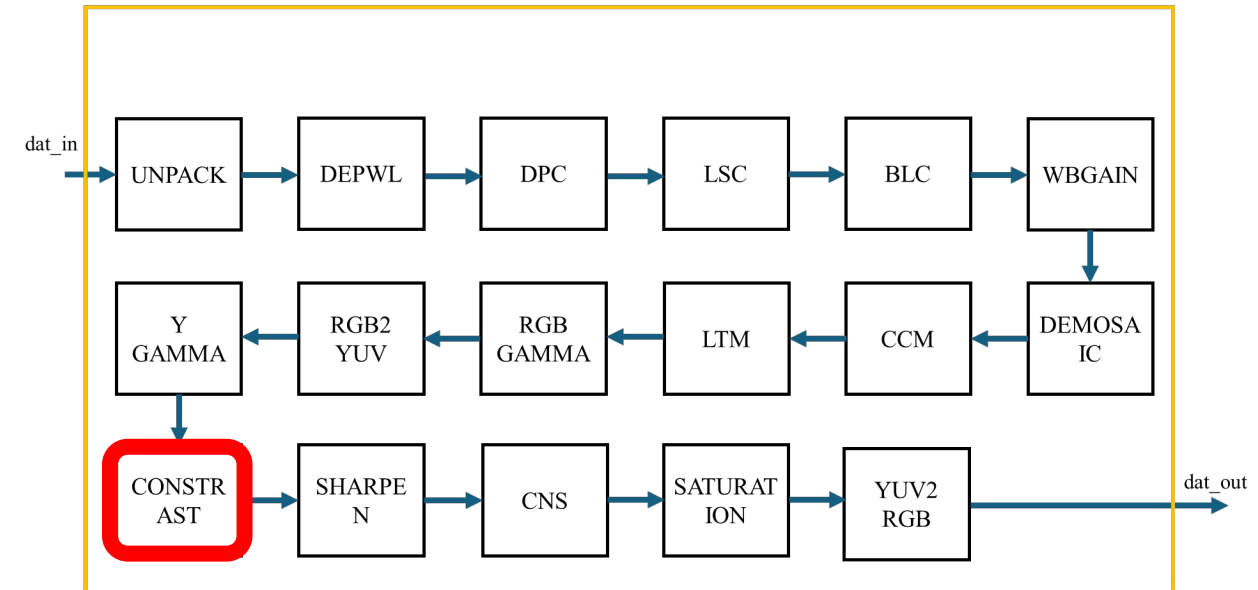 dat_in
UNPACK
DEPWL
DPC
LSC
BLC
WBGAIN
Y
GAMMA
RGB2
YUV
RGB
GAMMA
LTM
CCM
DEMOSA
IC
CONSTR
AST
SHARPE
N
CNS
SATURAT
ION
YUV2
RGB
dat_out